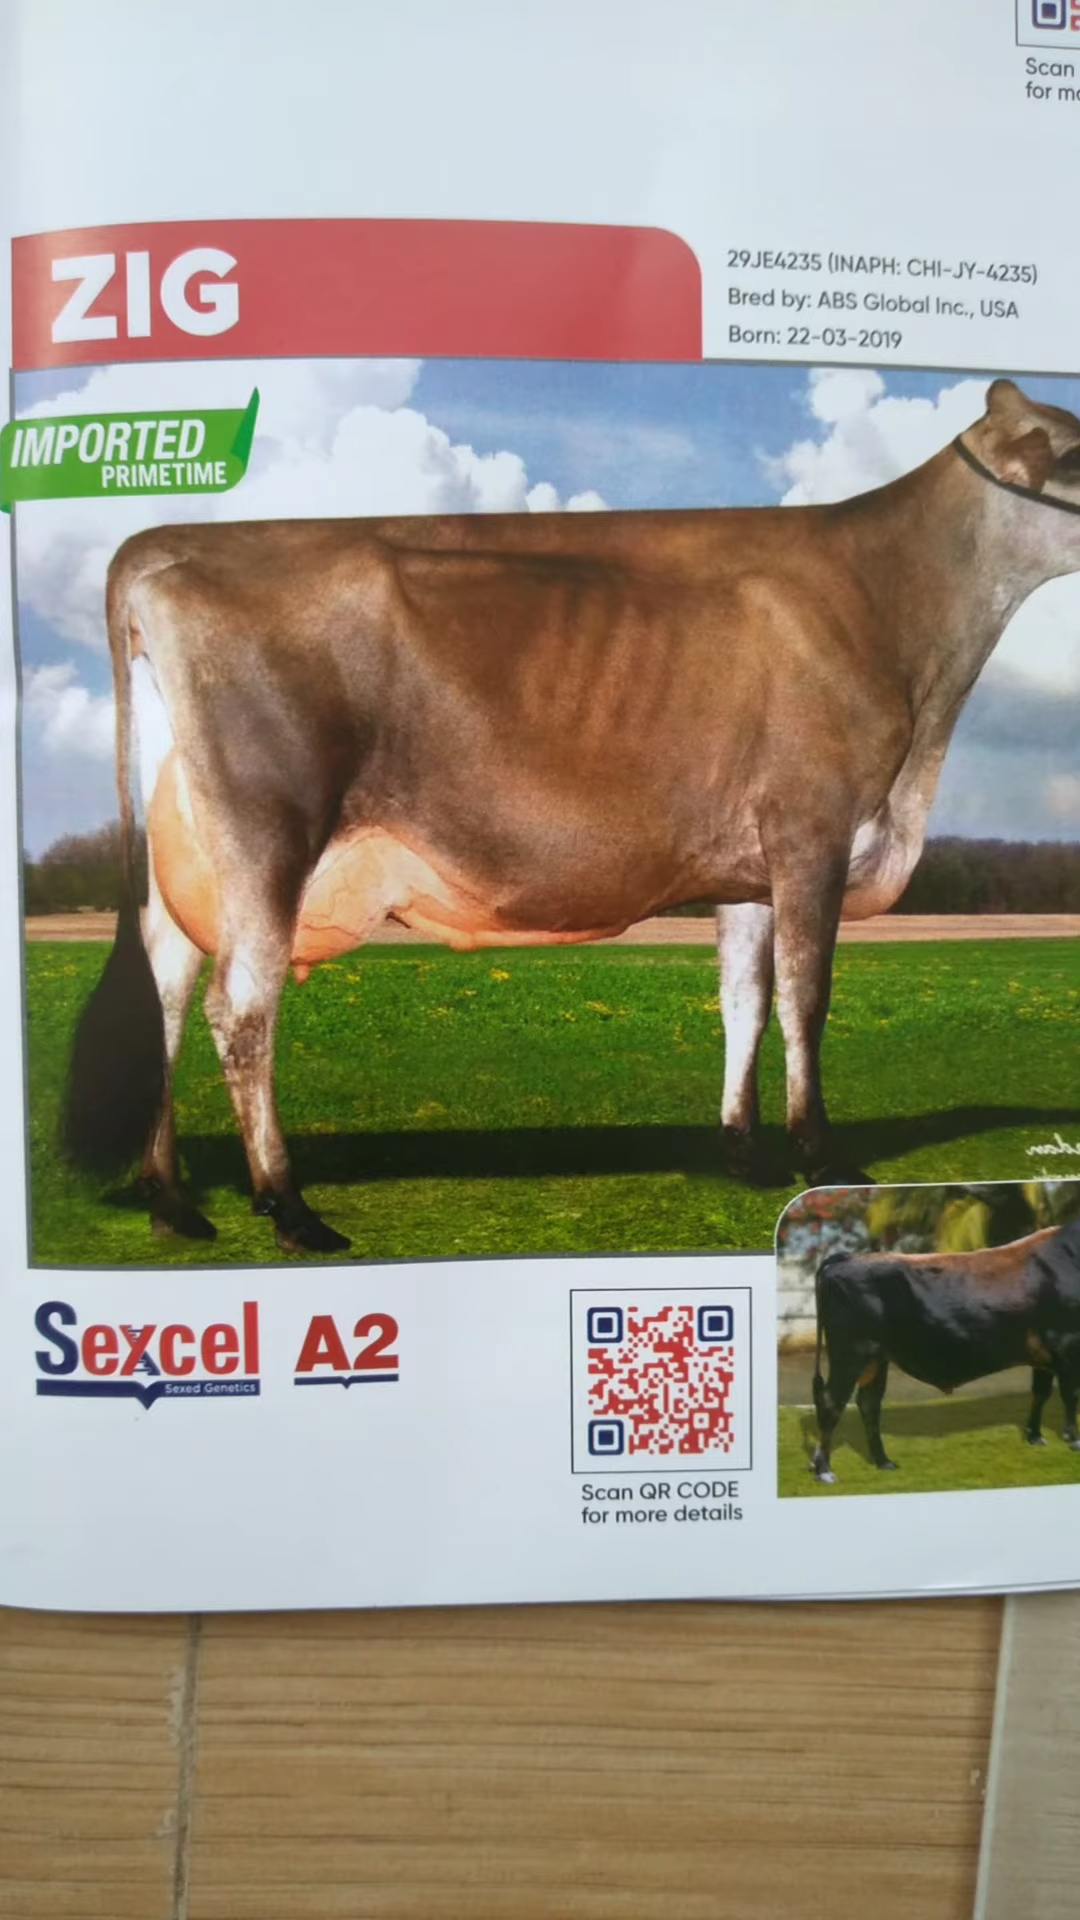 Scan
for mo
ZIG
29JE4235 (INAPH: CHI-JY-4235)
Bred by: ABS Global Inc., USA
Born: 22-03-2019
IMPORTED
PRIMETIME
Sexcel
Sexed Genetics
A2
Scan QR CODE
for more details